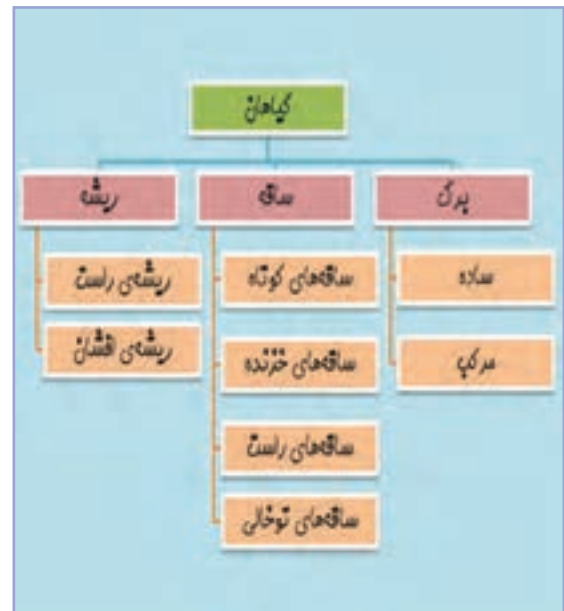 گیاهان
برگ
ساده
مرکب
ساقه
ساقه‌های کوتاه
ساقه‌های خزنده
ساقه‌های راست
ساقه‌های توخالی
ریشه
ریشه‌ی راست
ریشه‌ی افشان